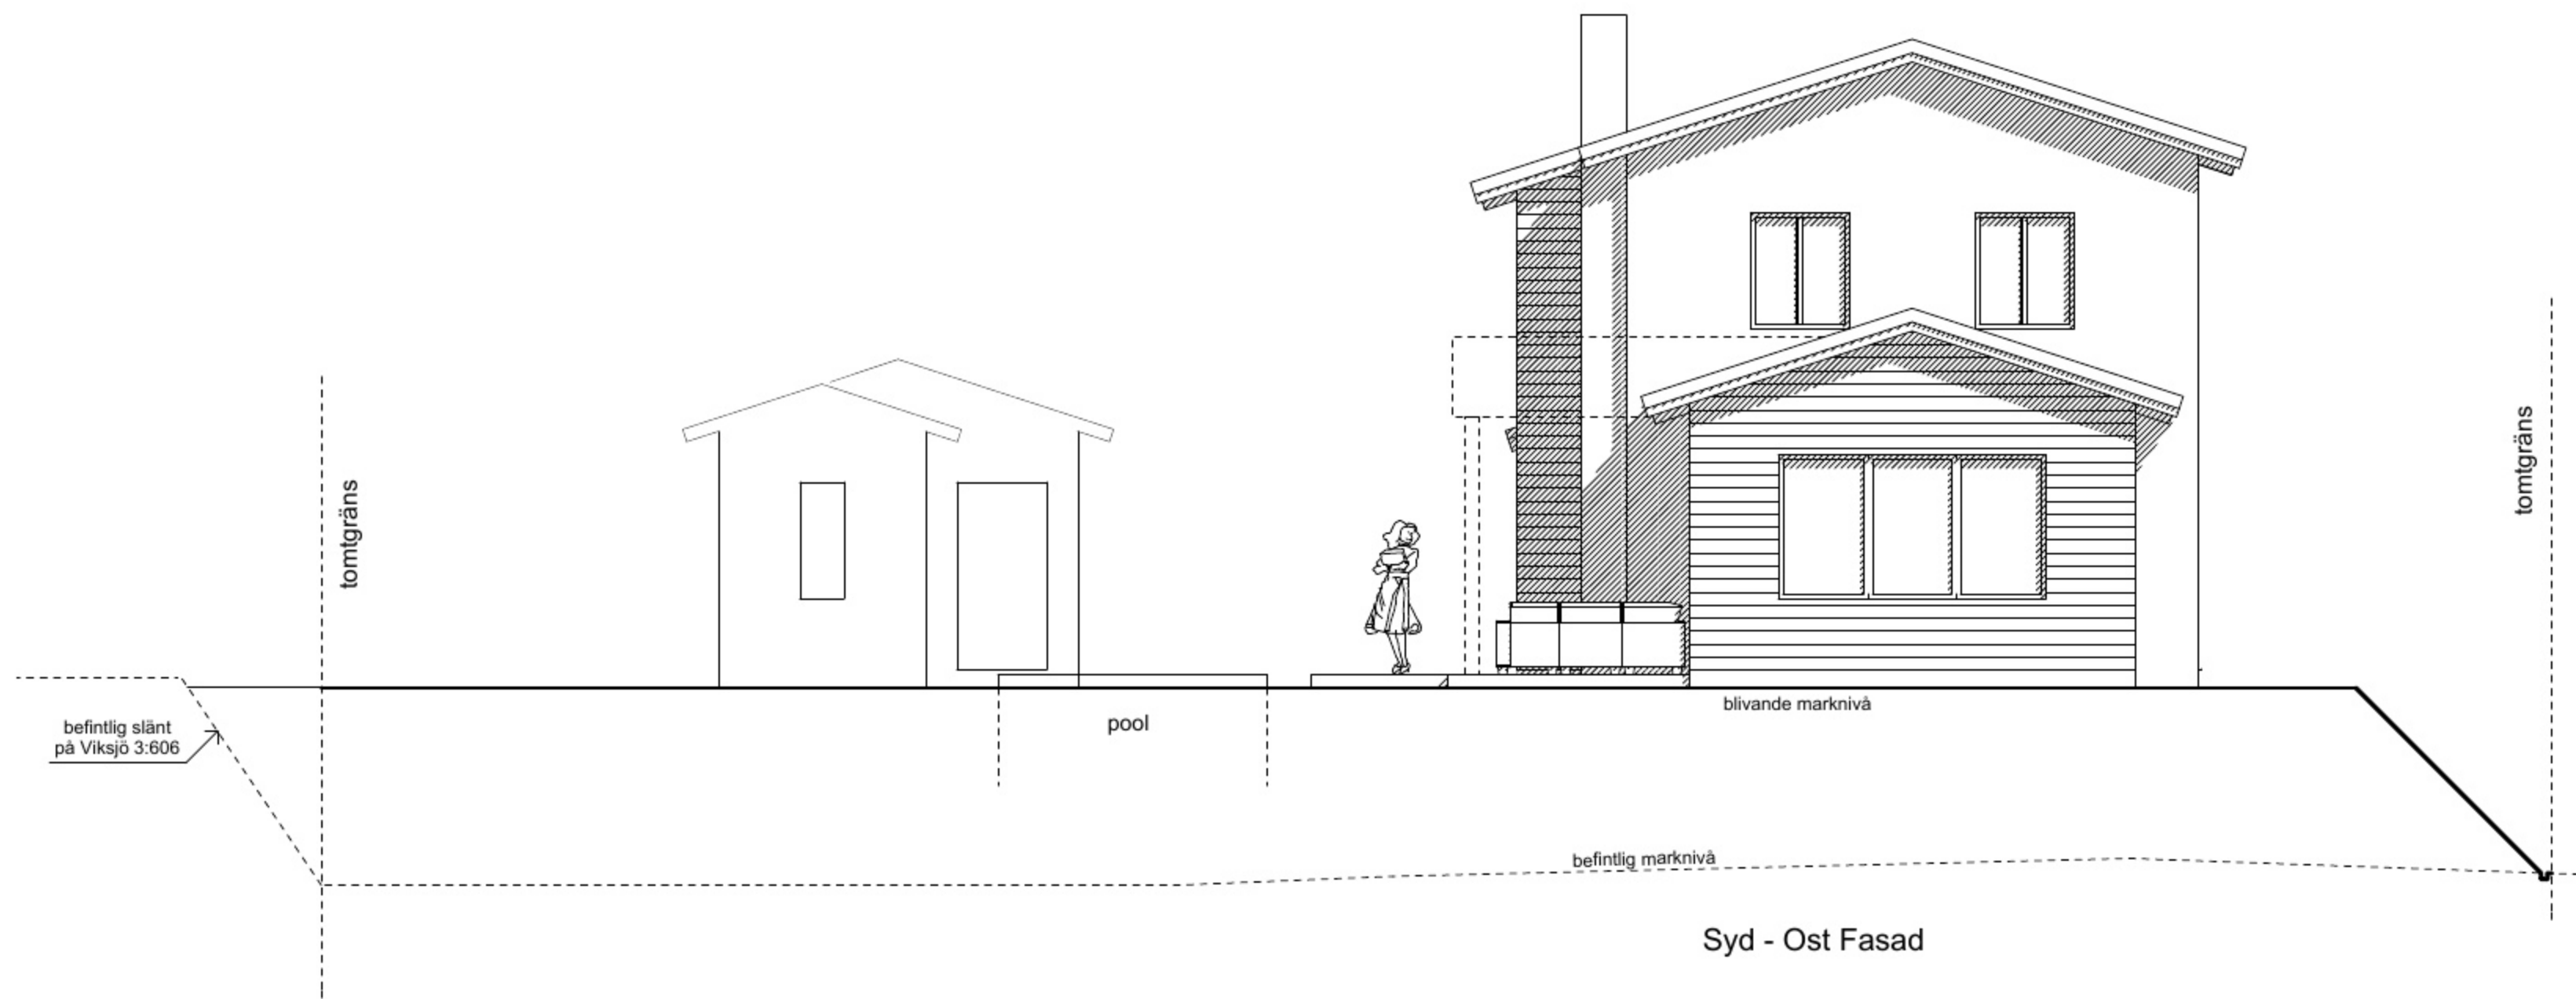 tomtgräns
tomtgräns
befintlig slänt
på Viksjö 3:606
pool
blivande marknivå
befintlig marknivå
Syd - Ost Fasad